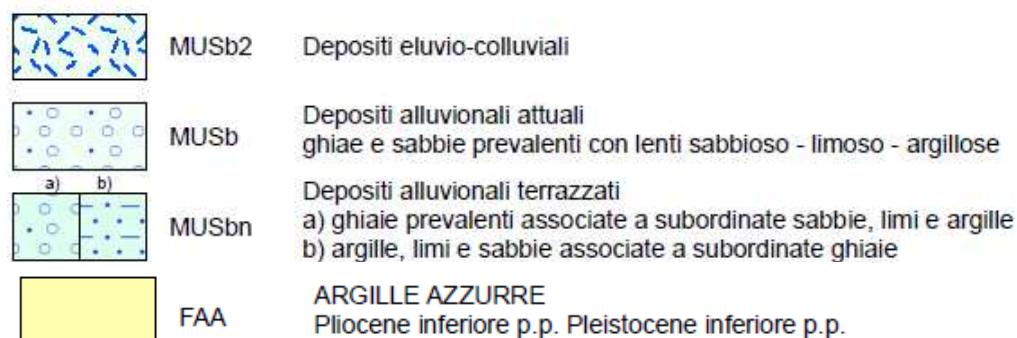 MUSb2 Depositi eluvio-colluviali
MUSb Depositi alluvionali attuali
ghiae e sabbie prevalenti con lenti sabbioso - limoso - argillose
a) b)
MUSbn Depositi alluvionali terrazzati
a) ghiaie prevalenti associate a subordinate sabbie, limi e argille
b) argille, limi e sabbie associate a subordinate ghiaie
FAA ARGILLE AZZURRE
Pliocene inferiore p.p. Pleistocene inferiore p.p.